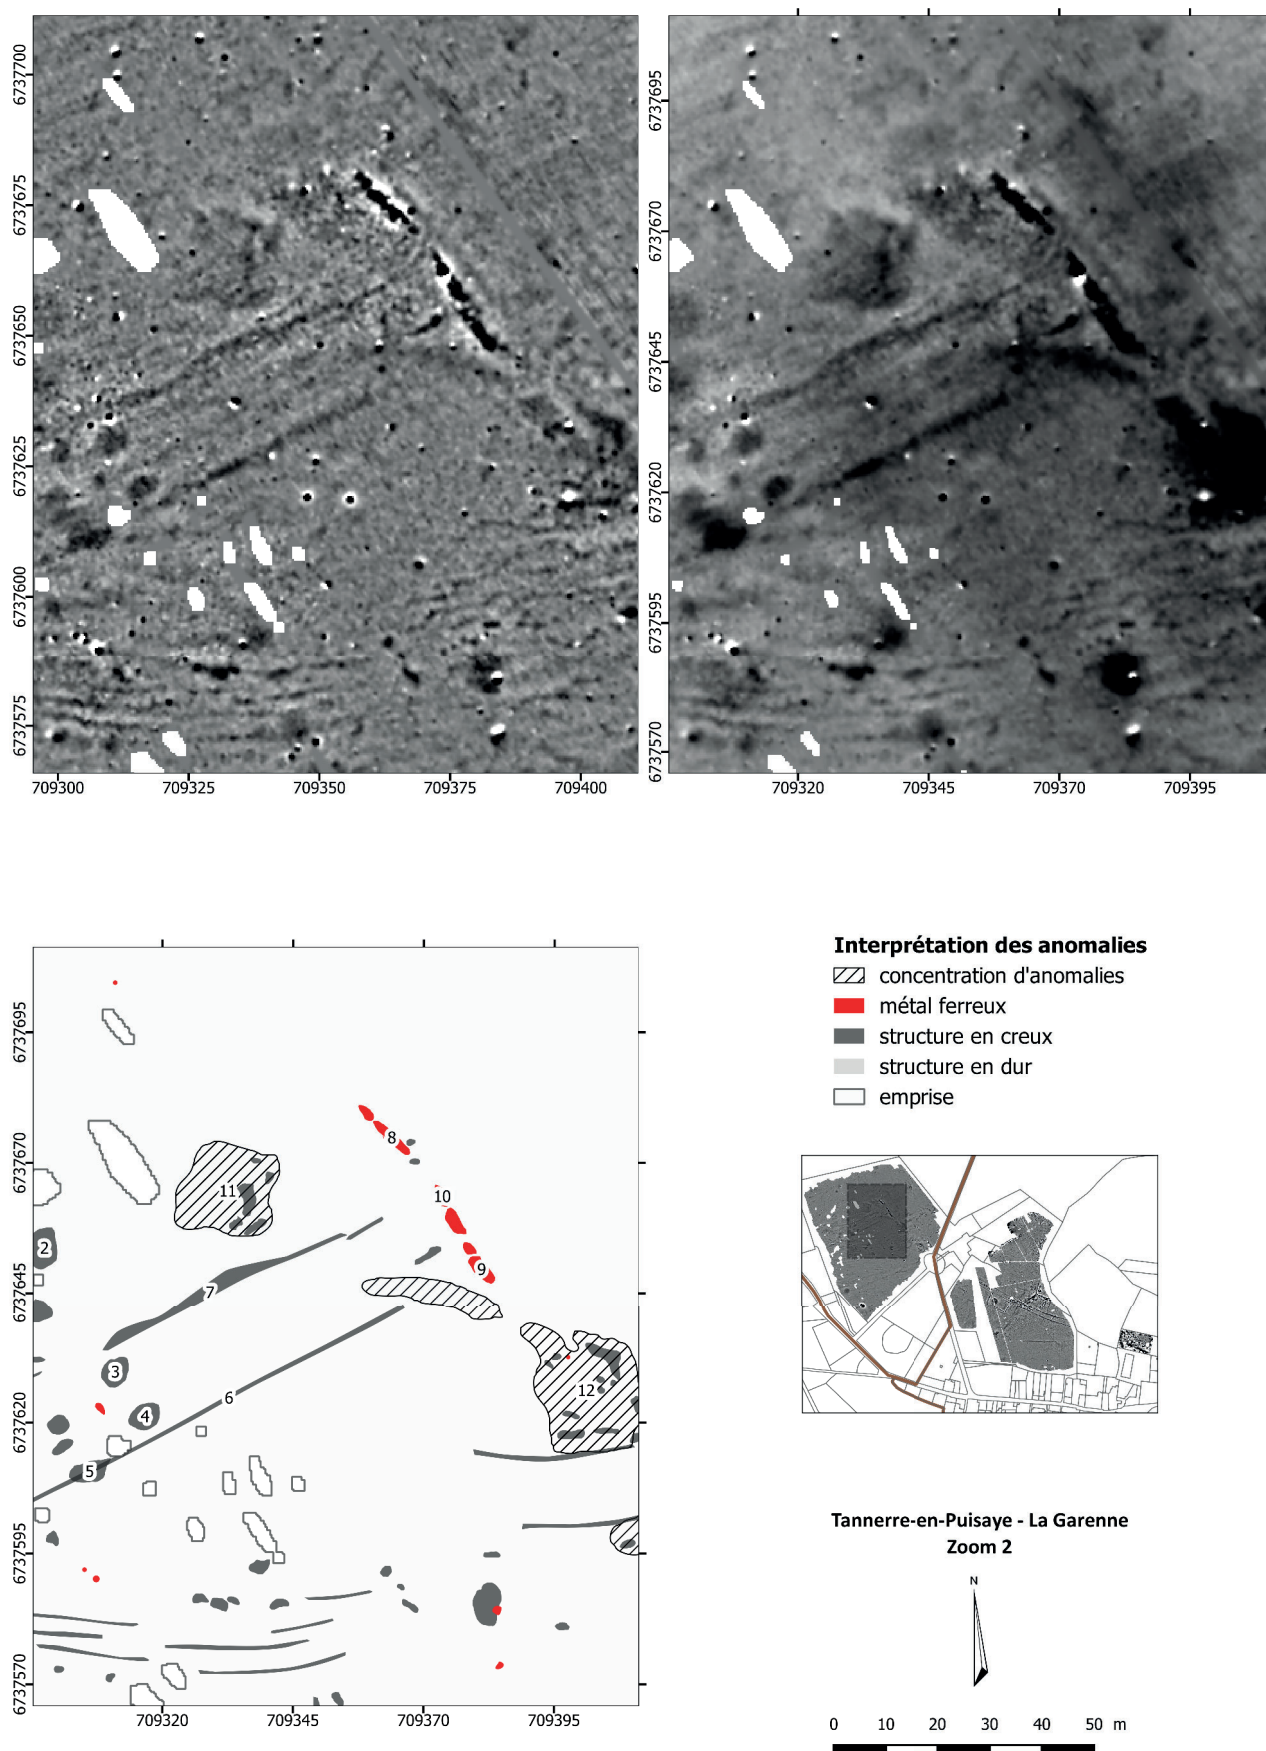 6737700
6737675
6737650
6737625
6737600
6737575
709300 709325 709350 709375 709400
6737695
6737670
6737645
6737620
6737595
6737570
709320 709345 709370 709395
6737695
6737670
6737645
6737620
6737595
6737570
8
11
10
2
9
7
3
12
6
4
5
709320 709345 709370 709395
Interprétation des anomalies
concentration d'anomalies
métal ferreux
structure en creux
structure en dur
emprise
Tannerre-en-Puisaye - La Garenne
Zoom 2
N
0 10 20 30 40 50 m